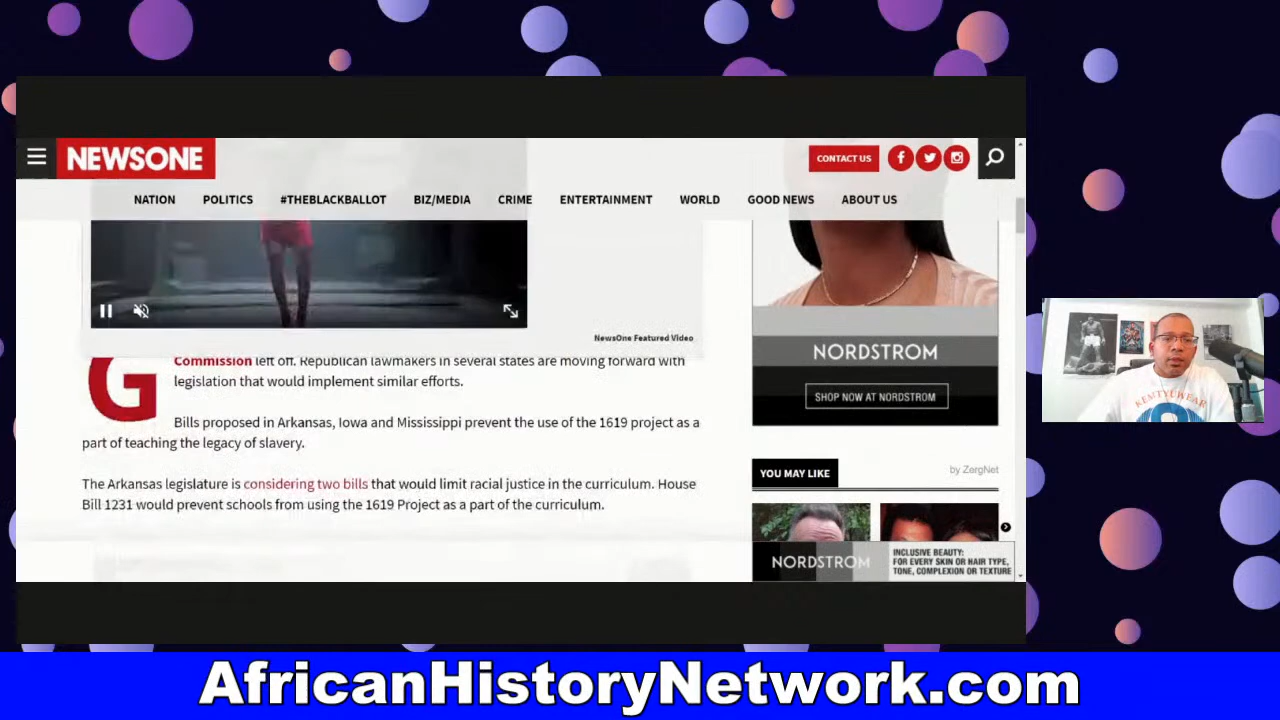 NEWSONE
CONTACT US
NATION POLITICS #THEBLACKBALLOT BIZ/MEDIA CRIME ENTERTAINMENT WORLD GOOD NEWS ABOUT US
NewsOne Featured Video
G
Commission left off. Republican lawmakers in several states are moving forward with
legislation that would implement similar efforts.
Bills proposed in Arkansas, Iowa and Mississippi prevent the use of the 1619 project as a
part of teaching the legacy of slavery.
The Arkansas legislature is considering two bills that would limit racial justice in the curriculum. House
Bill 1231 would prevent schools from using the 1619 Project as a part of the curriculum.
NORDSTROM
SHOP NOW AT NORDSTROM
YOU MAY LIKE
by ZergNet
NORDSTROM
INCLUSIVE BEAUTY:
FOR EVERY SKIN OR HAIR TYPE,
TONE, COMPLEXION OR TEXTURE
KEMTYUWEAR
AfricanHistoryNetwork.com